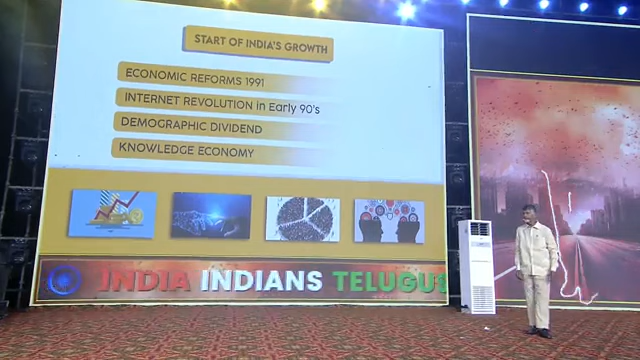 START OF INDIA'S GROWTH
ECONOMIC REFORMS 1991
INTERNET REVOLUTION in Early 90's
DEMOGRAPHIC DIVIDEND
KNOWLEDGE ECONOMY
INDIA INDIANS TELUGUS